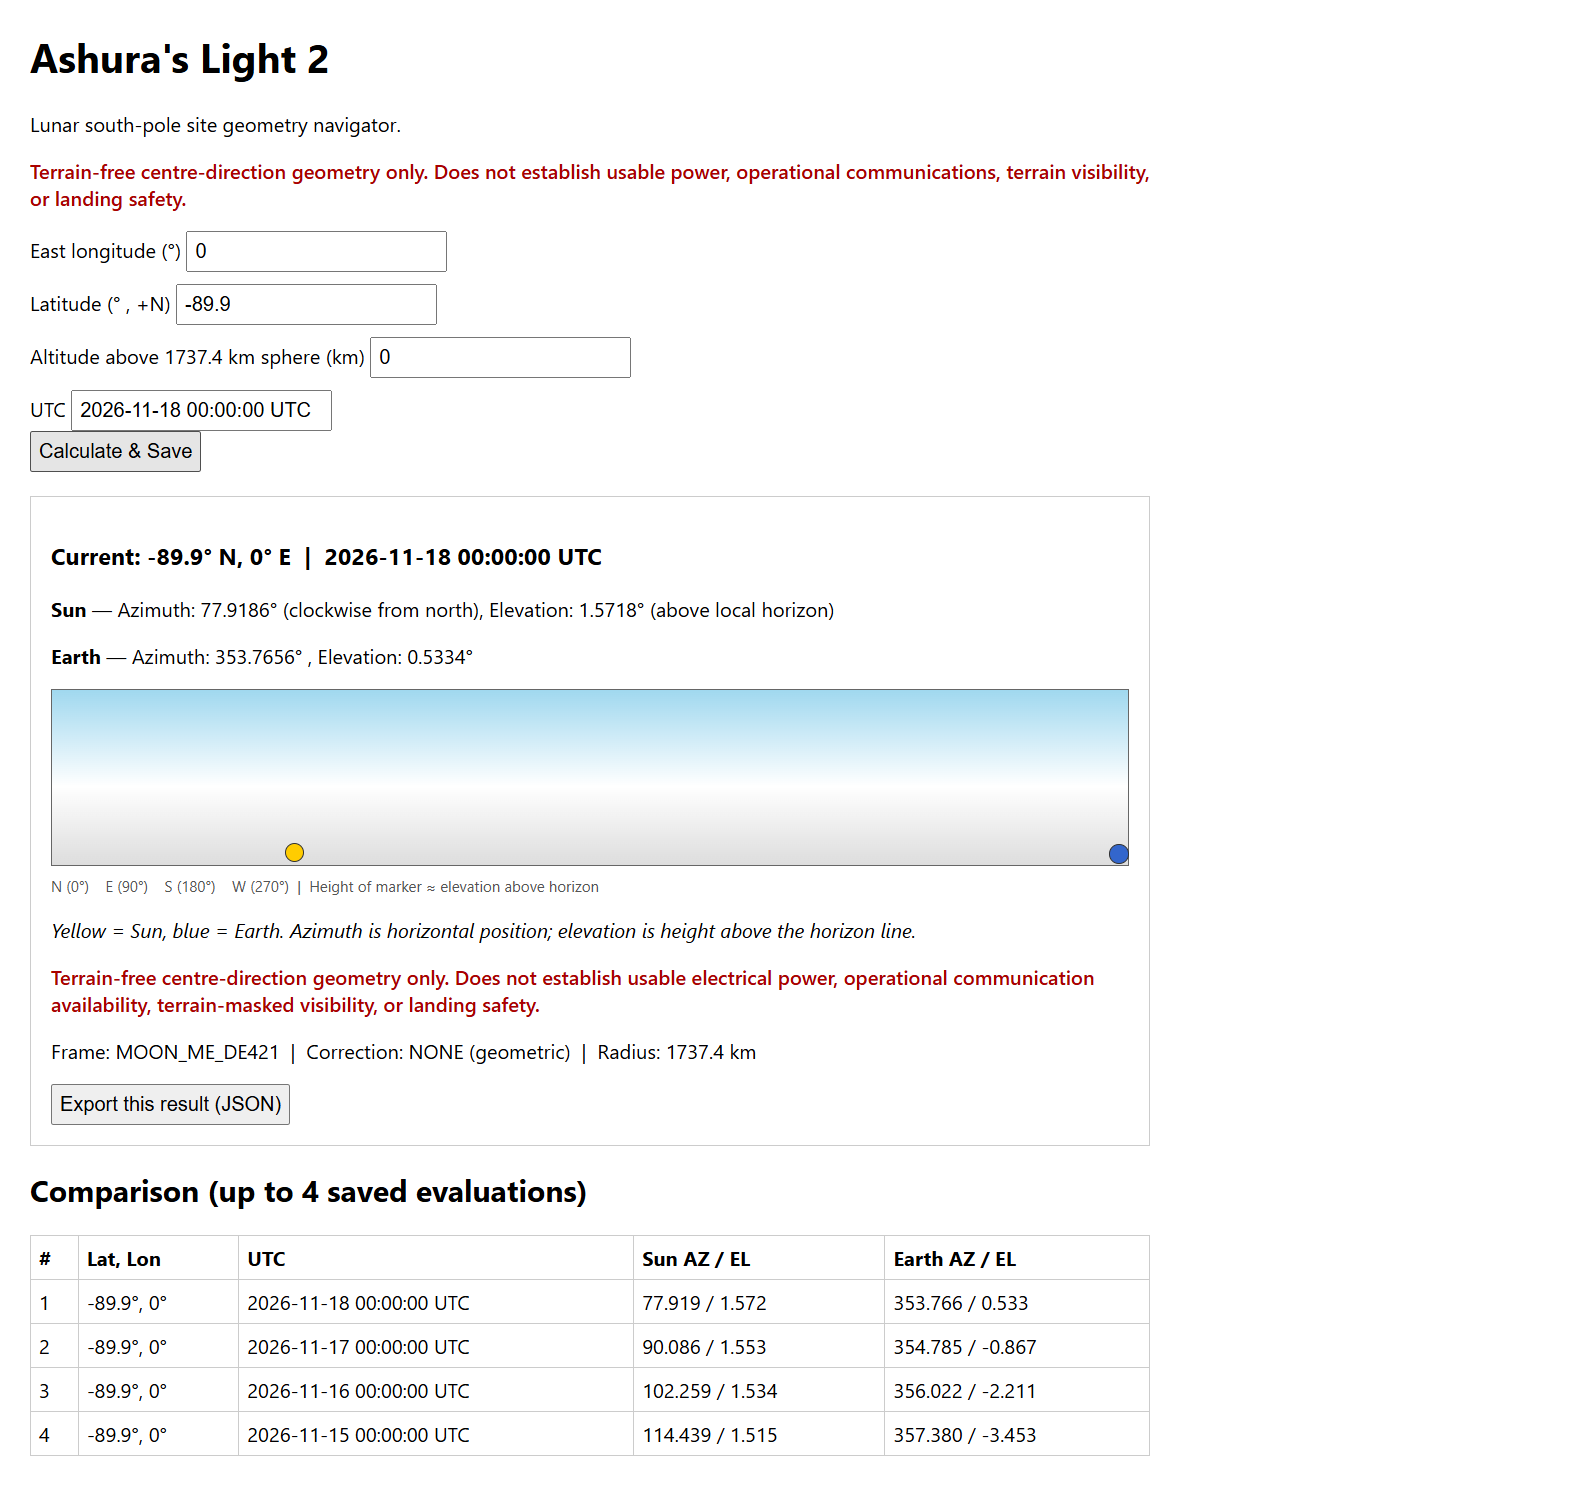 Ashura's Light 2
Lunar south-pole site geometry navigator.
Terrain-free centre-direction geometry only. Does not establish usable power, operational communications, terrain visibility,
or landing safety.
East longitude (°) 0
Latitude (° , +N) -89.9
Altitude above 1737.4 km sphere (km) 0
UTC 2026-11-18 00:00:00 UTC
Calculate & Save
Current: -89.9° N, 0° E | 2026-11-18 00:00:00 UTC
Sun — Azimuth: 77.9186° (clockwise from north), Elevation: 1.5718° (above local horizon)
Earth — Azimuth: 353.7656° , Elevation: 0.5334°
N (0°) E (90°) S (180°) W (270°) | Height of marker ≈ elevation above horizon
Yellow = Sun, blue = Earth. Azimuth is horizontal position; elevation is height above the horizon line.
Terrain-free centre-direction geometry only. Does not establish usable electrical power, operational communication
availability, terrain-masked visibility, or landing safety.
Frame: MOON_ME_DE421 | Correction: NONE (geometric) | Radius: 1737.4 km
Export this result (JSON)
Comparison (up to 4 saved evaluations)
# Lat, Lon UTC Sun AZ / EL Earth AZ / EL
1 -89.9°, 0° 2026-11-18 00:00:00 UTC 77.919 / 1.572 353.766 / 0.533
2 -89.9°, 0° 2026-11-17 00:00:00 UTC 90.086 / 1.553 354.785 / -0.867
3 -89.9°, 0° 2026-11-16 00:00:00 UTC 102.259 / 1.534 356.022 / -2.211
4 -89.9°, 0° 2026-11-15 00:00:00 UTC 114.439 / 1.515 357.380 / -3.453